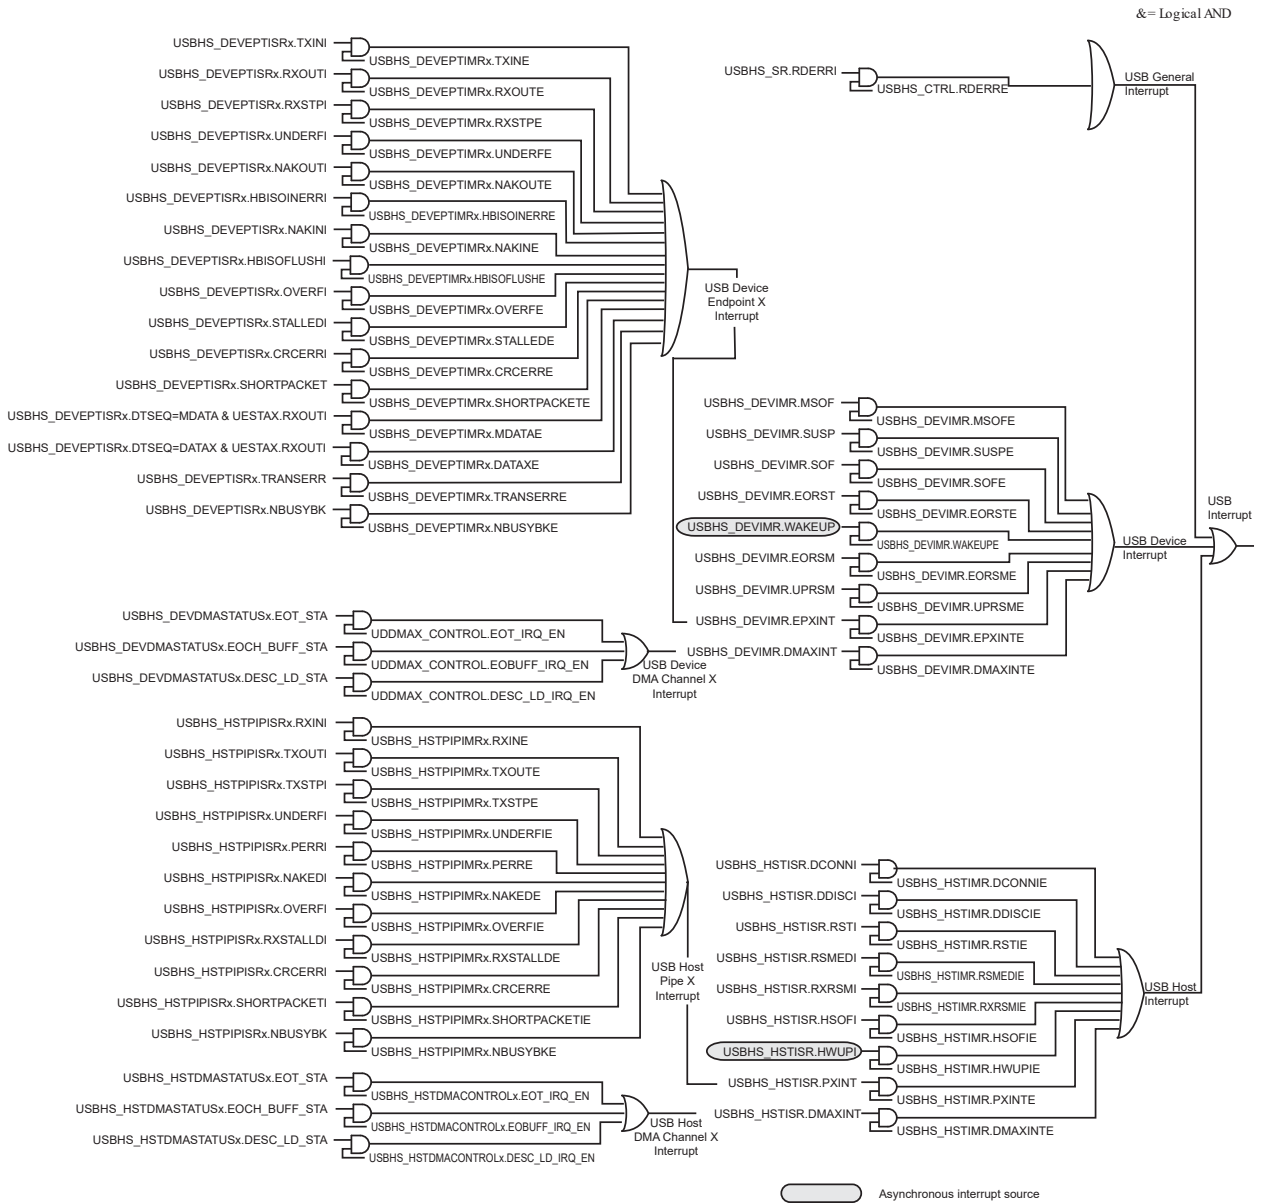 &= Logical AND
USBHS_DEVEPTISRx.TXINI
USBHS_DEVEPTIMRx.TXINE
USBHS_DEVEPTISRx.RXOUTI
USBHS_DEVEPTIMRx.RXOUTE
USBHS_DEVEPTISRx.RXSTPI
USBHS_DEVEPTIMRx.RXSTPE
USBHS_DEVEPTISRx.UNDERFI
USBHS_DEVEPTIMRx.UNDERFE
USBHS_DEVEPTISRx.NAKOUTI
USBHS_DEVEPTIMRx.NAKOUTE
USBHS_DEVEPTISRx.HBISOINERRI
USBHS_DEVEPTIMRx.HBISOINERRE
USBHS_DEVEPTISRx.NAKINI
USBHS_DEVEPTIMRx.NAKINE
USBHS_DEVEPTISRx.HBISOFLUSHI
USBHS_DEVEPTIMRx.HBISOFLUSHE
USBHS_DEVEPTISRx.OVERFI
USBHS_DEVEPTIMRx.OVERFE
USBHS_DEVEPTISRx.STALLEDI
USBHS_DEVEPTIMRx.STALLEDE
USBHS_DEVEPTISRx.CRCERRI
USBHS_DEVEPTIMRx.CRCERRE
USBHS_DEVEPTISRx.SHORTPACKET
USBHS_DEVEPTIMRx.SHORTPACKETE
USBHS_DEVEPTISRx.DTSEQ=MDATA & UESTAX.RXOUTI
USBHS_DEVEPTIMRx.MDATAE
USBHS_DEVEPTISRx.DTSEQ=DATAX & UESTAX.RXOUTI
USBHS_DEVEPTIMRx.DATAXE
USBHS_DEVEPTISRx.TRANSERR
USBHS_DEVEPTIMRx.TRANSERRE
USBHS_DEVEPTISRx.NBUSYBK
USBHS_DEVEPTIMRx.NBUSYBKE
USB Device
Endpoint X
Interrupt
USBHS_SR.RDERRI
USBHS_CTRL.RDERRE
USB General
Interrupt
USBHS_DEVIMR.MSOF
USBHS_DEVIMR.MSOFE
USBHS_DEVIMR.SUSP
USBHS_DEVIMR.SUSPE
USBHS_DEVIMR.SOF
USBHS_DEVIMR.SOFE
USBHS_DEVIMR.EORST
USBHS_DEVIMR.EORSTE
USBHS_DEVIMR.WAKEUP
USBHS_DEVIMR.WAKEUPE
USBHS_DEVIMR.EORSM
USBHS_DEVIMR.EORSME
USBHS_DEVIMR.UPRSM
USBHS_DEVIMR.UPRSME
USBHS_DEVIMR.EPXINT
USBHS_DEVIMR.EPXINTE
USBHS_DEVIMR.DMAXINT
USBHS_DEVIMR.DMAXINTE
USB Device
Interrupt
USB
Interrupt
USBHS_DEVDMASTATUSx.EOT_STA
UDDMAX_CONTROL.EOT_IRQ_EN
USBHS_DEVDMASTATUSx.EOCH_BUFF_STA
UDDMAX_CONTROL.EOBUFF_IRQ_EN
USBHS_DEVDMASTATUSx.DESC_LD_STA
UDDMAX_CONTROL.DESC_LD_IRQ_EN
USB Device
DMA Channel X
Interrupt
USBHS_HSTPIPISRx.RXINI
USBHS_HSTPIPIMRx.RXINE
USBHS_HSTPIPISRx.TXOUTI
USBHS_HSTPIPIMRx.TXOUTE
USBHS_HSTPIPISRx.TXSTPI
USBHS_HSTPIPIMRx.TXSTPE
USBHS_HSTPIPISRx.UNDERFI
USBHS_HSTPIPIMRx.UNDERFIE
USBHS_HSTPIPISRx.PERRI
USBHS_HSTPIPIMRx.PERRE
USBHS_HSTPIPISRx.NAKEDI
USBHS_HSTPIPIMRx.NAKEDE
USBHS_HSTPIPISRx.OVERFI
USBHS_HSTPIPIMRx.OVERFIE
USBHS_HSTPIPISRx.RXSTALLDI
USBHS_HSTPIPIMRx.RXSTALLDE
USBHS_HSTPIPISRx.CRCERRI
USBHS_HSTPIPIMRx.CRCERRE
USBHS_HSTPIPISRx.SHORTPACKETI
USBHS_HSTPIPIMRx.SHORTPACKETIE
USBHS_HSTPIPISRx.NBUSYBK
USBHS_HSTPIPIMRx.NBUSYBKE
USB Host
Pipe X
Interrupt
USBHS_HSTDMASTATUSx.EOT_STA
USBHS_HSTDMACONTROLx.EOT_IRQ_EN
USBHS_HSTDMASTATUSx.EOCH_BUFF_STA
USBHS_HSTDMACONTROLx.EOBUFF_IRQ_EN
USBHS_HSTDMASTATUSx.DESC_LD_STA
USBHS_HSTDMACONTROLx.DESC_LD_IRQ_EN
USB Host
DMA Channel X
Interrupt
USBHS_HSTISR.DCONNI
USBHS_HSTIMR.DCONNIE
USBHS_HSTISR.DDISCI
USBHS_HSTIMR.DDISCIE
USBHS_HSTISR.RSTI
USBHS_HSTIMR.RSTIE
USBHS_HSTISR.RSMEDI
USBHS_HSTIMR.RSMEDIE
USBHS_HSTISR.RXRSMI
USBHS_HSTIMR.RXRSMIE
USBHS_HSTISR.HSOFI
USBHS_HSTIMR.HSOFIE
USBHS_HSTISR.HWUPI
USBHS_HSTIMR.HWUPIE
USBHS_HSTISR.PXINT
USBHS_HSTIMR.PXINTE
USBHS_HSTISR.DMAXINT
USBHS_HSTIMR.DMAXINTE
USB Host
Interrupt
Asynchronous interrupt source